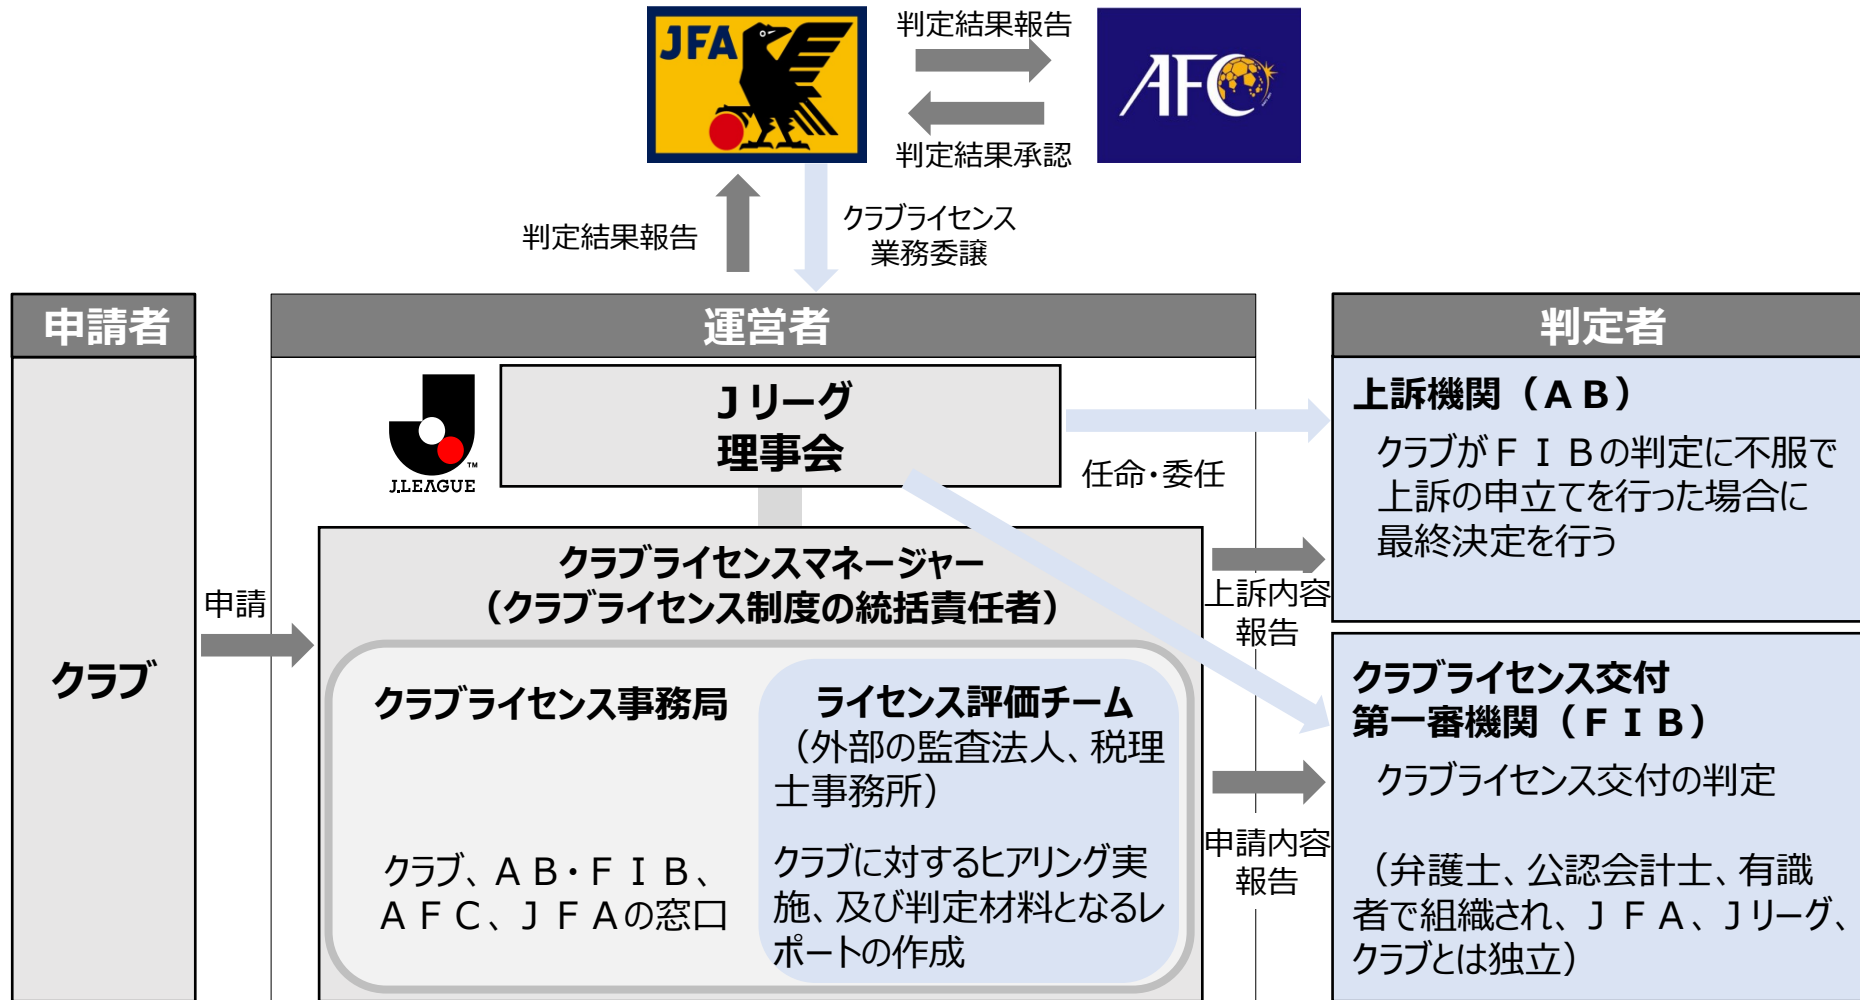 JFA
判定結果報告
AFC
判定結果承認
判定結果報告
クラブライセンス
業務委譲
申請者
運営者
判定者
クラブ
申請
J.LEAGUE
TM
Jリーグ
理事会
任命・委任
クラブライセンスマネージャー
（クラブライセンス制度の統括責任者）
クラブライセンス事務局
クラブ、ＡＢ・ＦＩＢ、
ＡＦＣ、ＪＦＡの窓口
ライセンス評価チーム
（外部の監査法人、税理
士事務所）
クラブに対するヒアリング実
施、及び判定材料となるレ
ポートの作成
上訴内容
報告
申請内容
報告
上訴機関（ＡＢ）
クラブがＦＩＢの判定に不服で
上訴の申立てを行った場合に
最終決定を行う
クラブライセンス交付
第一審機関（ＦＩＢ）
クラブライセンス交付の判定
（弁護士、公認会計士、有識
者で組織され、ＪＦＡ、Ｊリーグ、
クラブとは独立）